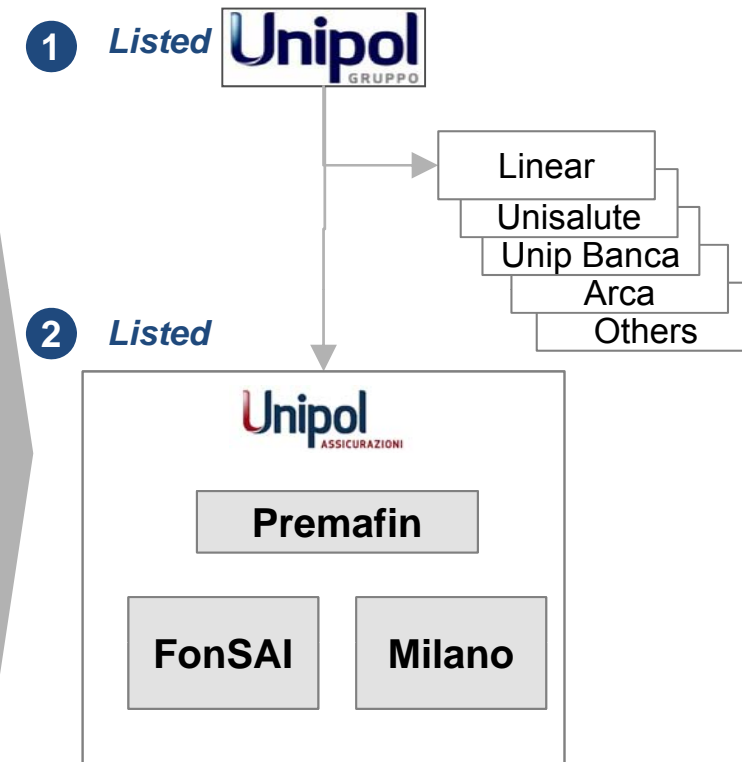 1 Listed Unipol
GRUPPO
Linear
Unisalute
Unip Banca
Arca
Others
2 Listed
Unipol
ASSICURAZIONI
Premafin
FonSAI Milano